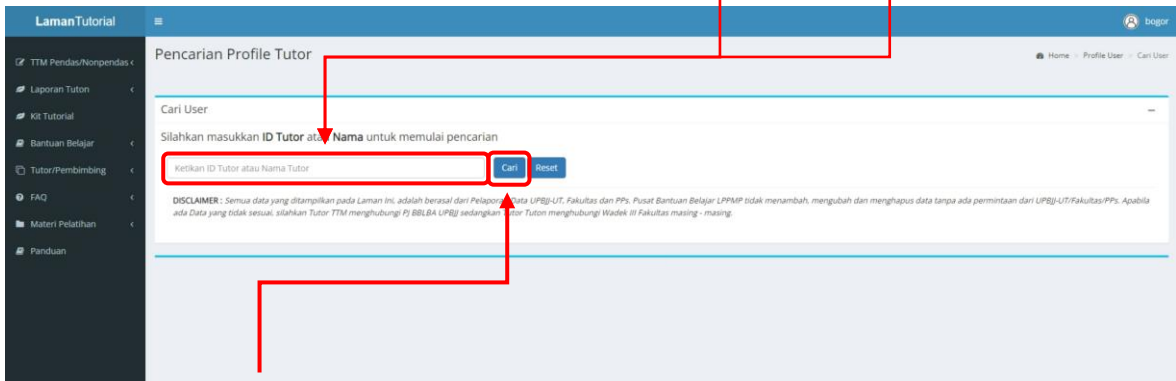 LamanTutorial
bogor
TTM Pendas/Nonpendas
Laporan Tuton
Kit Tutorial
Bantuan Belajar
Tutor/Pembimbing
FAQ
Materi Pelatihan
Panduan
Pencarian Profile Tutor
Home > Profile User > Cari User
Cari User
Silahkan masukkan ID Tutor atau Nama untuk memulai pencarian
Ketikan ID Tutor atau Nama Tutor
Cari
Reset
DISCLAIMER : Semua data yang ditampilkan pada Laman Ini, adalah berasal dari Pelaporan Data UPBJJ-UT, Fakultas dan PPs. Pusat Bantuan Belajar LPPMP tidak menambah, mengubah dan menghapus data tanpa ada permintaan dari UPBJJ-UT/Fakultas/PPs. Apabila
ada Data yang tidak sesuai, silahkan Tutor TTM menghubungi PJ BBLBA UPBJJ sedangkan Tutor Tuton menghubungi Wadek III Fakultas masing - masing.